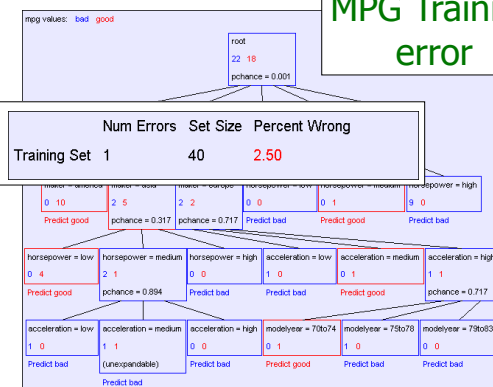 MPG Traini
error
mpg values: bad good
root
22 18
pchance = 0.001
Num Errors Set Size Percent Wrong
Training Set 1 40 2.50
maker = america maker = asia maker = europe horsepower = low horsepower = medium horsepower = high
0 10 2 5 2 2 0 0 0 1 9 0
Predict good pchance = 0.317 pchance = 0.717 Predict bad Predict good Predict bad
horsepower = low horsepower = medium horsepower = high acceleration = low acceleration = medium acceleration = high
0 4 2 1 0 0 1 0 0 1 1 1
Predict good pchance = 0.894 Predict bad Predict bad Predict good pchance = 0.717
acceleration = low acceleration = medium acceleration = high modelyear = 70to74 modelyear = 75to78 modelyear = 79to83
1 0 1 1 0 0 0 1 1 0 0 0
Predict bad (unexpandable) Predict bad Predict good Predict bad Predict bad
Predict bad